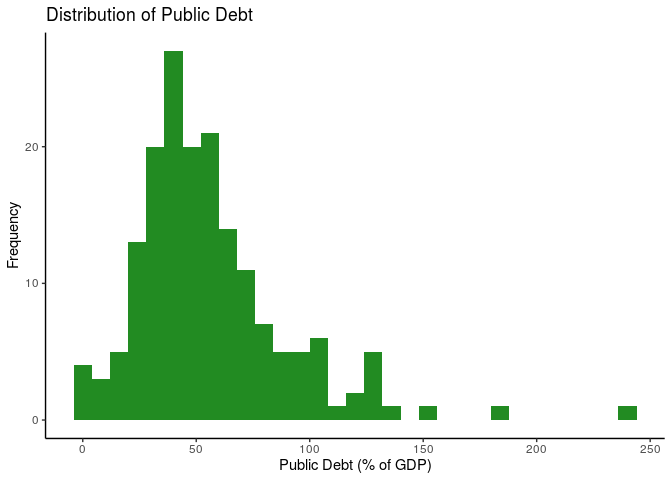 Distribution of Public Debt
Frequency
20
10
0
0 50 100 150 200 250
Public Debt (% of GDP)